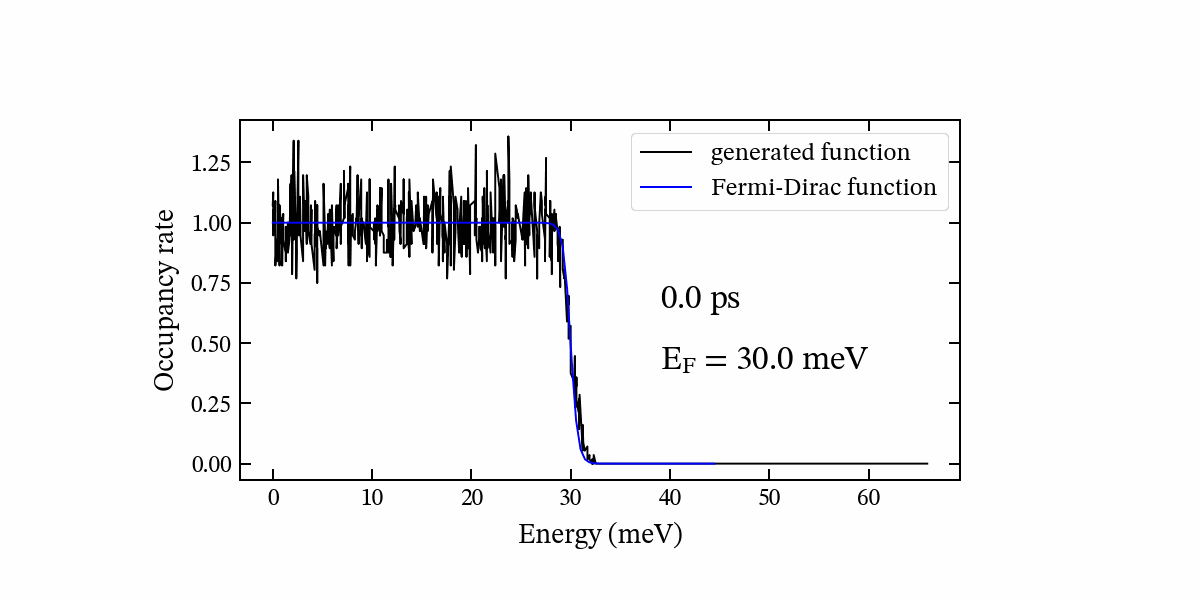 generated function
Fermi-Dirac function
0.0 ps
E_F = 30.0 meV
Occupancy rate
1.25
1.00
0.75
0.50
0.25
0.00
0 10 20 30 40 50 60
Energy (meV)